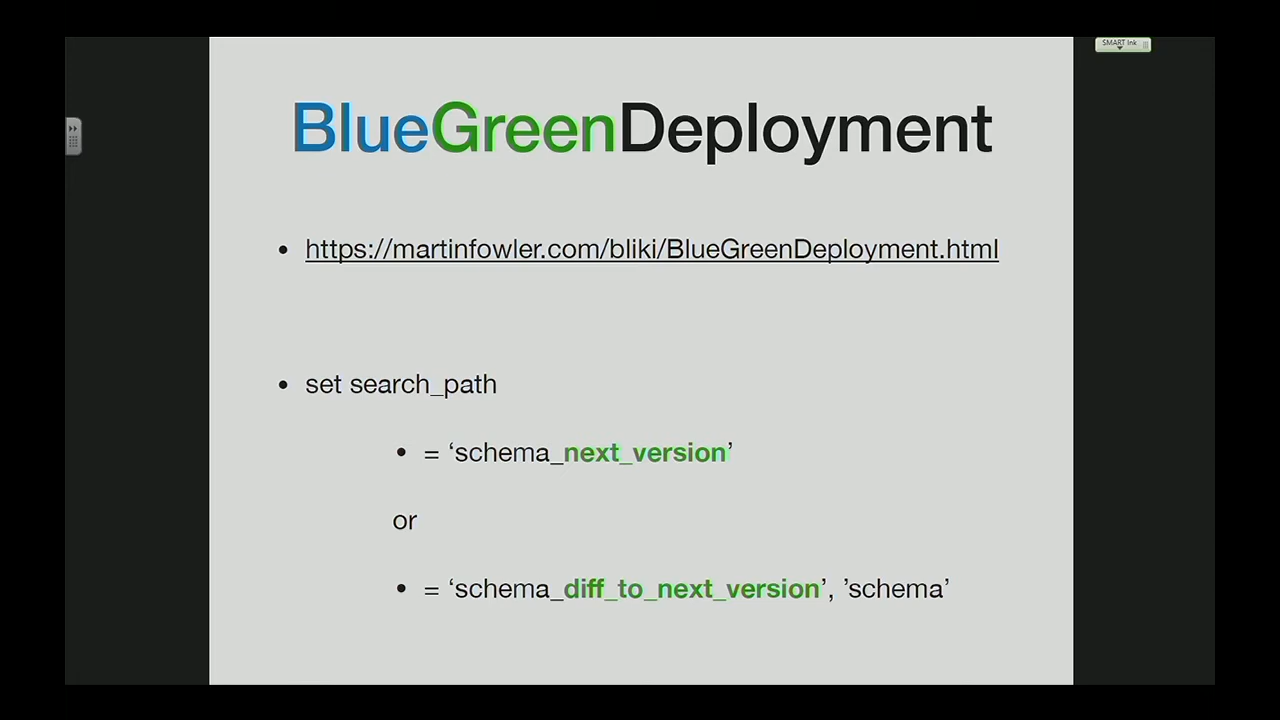 SMART Ink
BlueGreenDeployment
• https://martinfowler.com/bliki/BlueGreenDeployment.html
• set search_path
• = ‘schema_next_version’
or
• = ‘schema_diff_to_next_version’, ’schema’